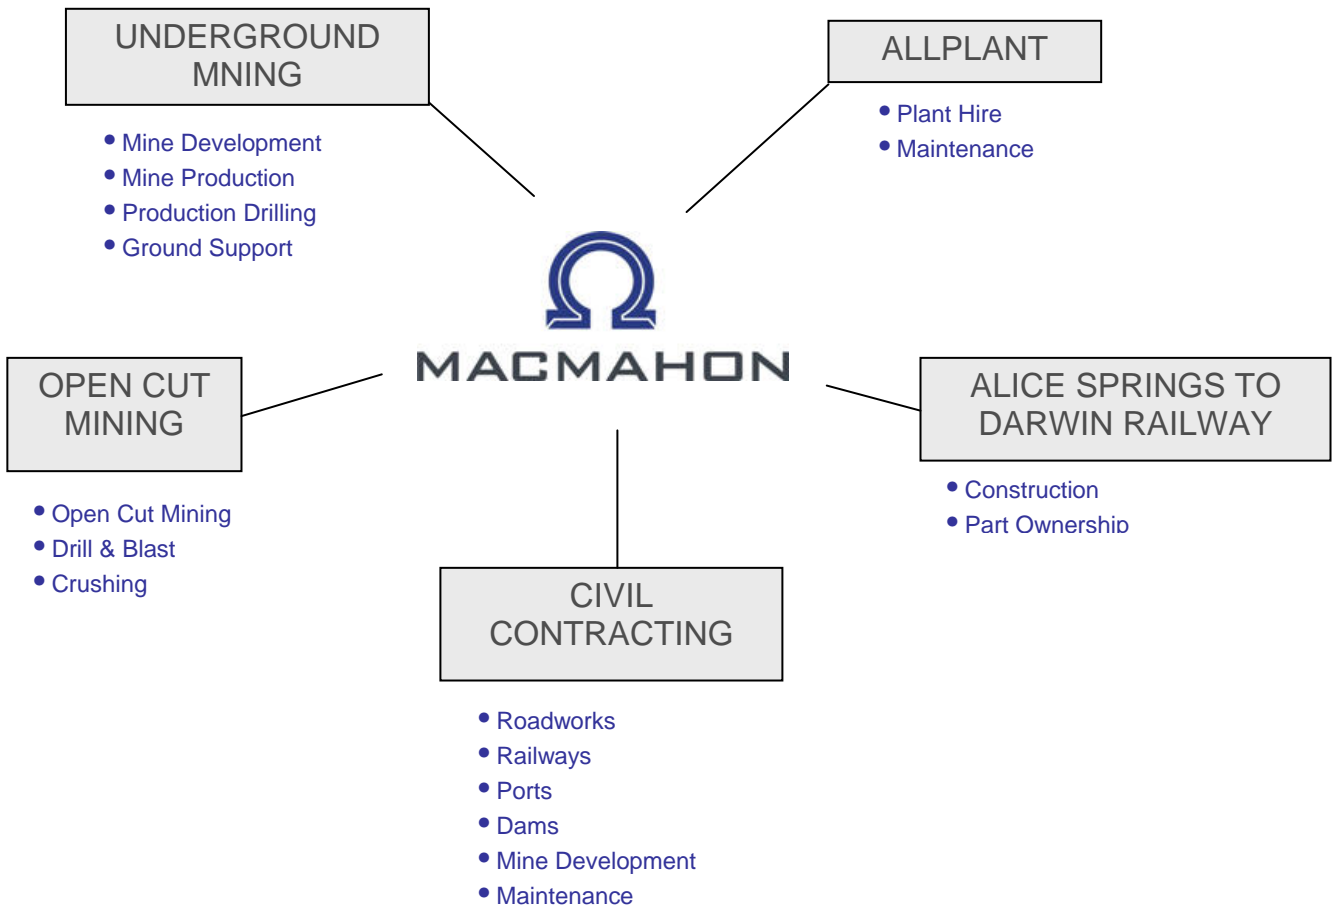 UNDERGROUND
MNING
• Mine Development
• Mine Production
• Production Drilling
• Ground Support
ALLPLANT
• Plant Hire
• Maintenance
MACMAHON
OPEN CUT
MINING
• Open Cut Mining
• Drill & Blast
• Crushing
ALICE SPRINGS TO
DARWIN RAILWAY
• Construction
• Part Ownership
CIVIL
CONTRACTING
• Roadworks
• Railways
• Ports
• Dams
• Mine Development
• Maintenance